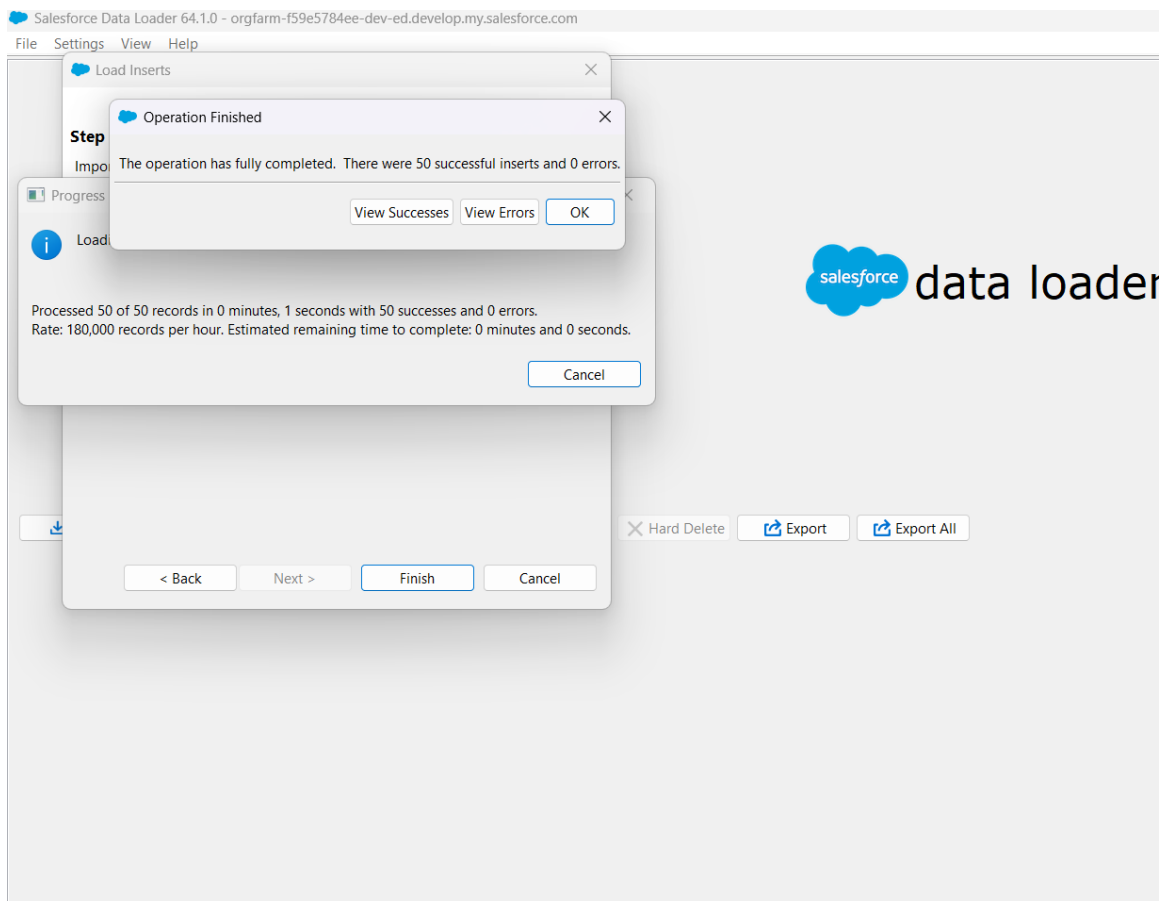 Salesforce Data Loader 64.1.0 - orgfarm-f59e5784ee-dev-ed.develop.my.salesforce.com
File Settings View Help
Load Inserts
Operation Finished
Step
The operation has fully completed. There were 50 successful inserts and 0 errors.
Progress
View Successes View Errors OK
salesforce data loader
Processed 50 of 50 records in 0 minutes, 1 seconds with 50 successes and 0 errors.
Rate: 180,000 records per hour. Estimated remaining time to complete: 0 minutes and 0 seconds.
Cancel
Hard Delete Export Export All
< Back Next > Finish Cancel